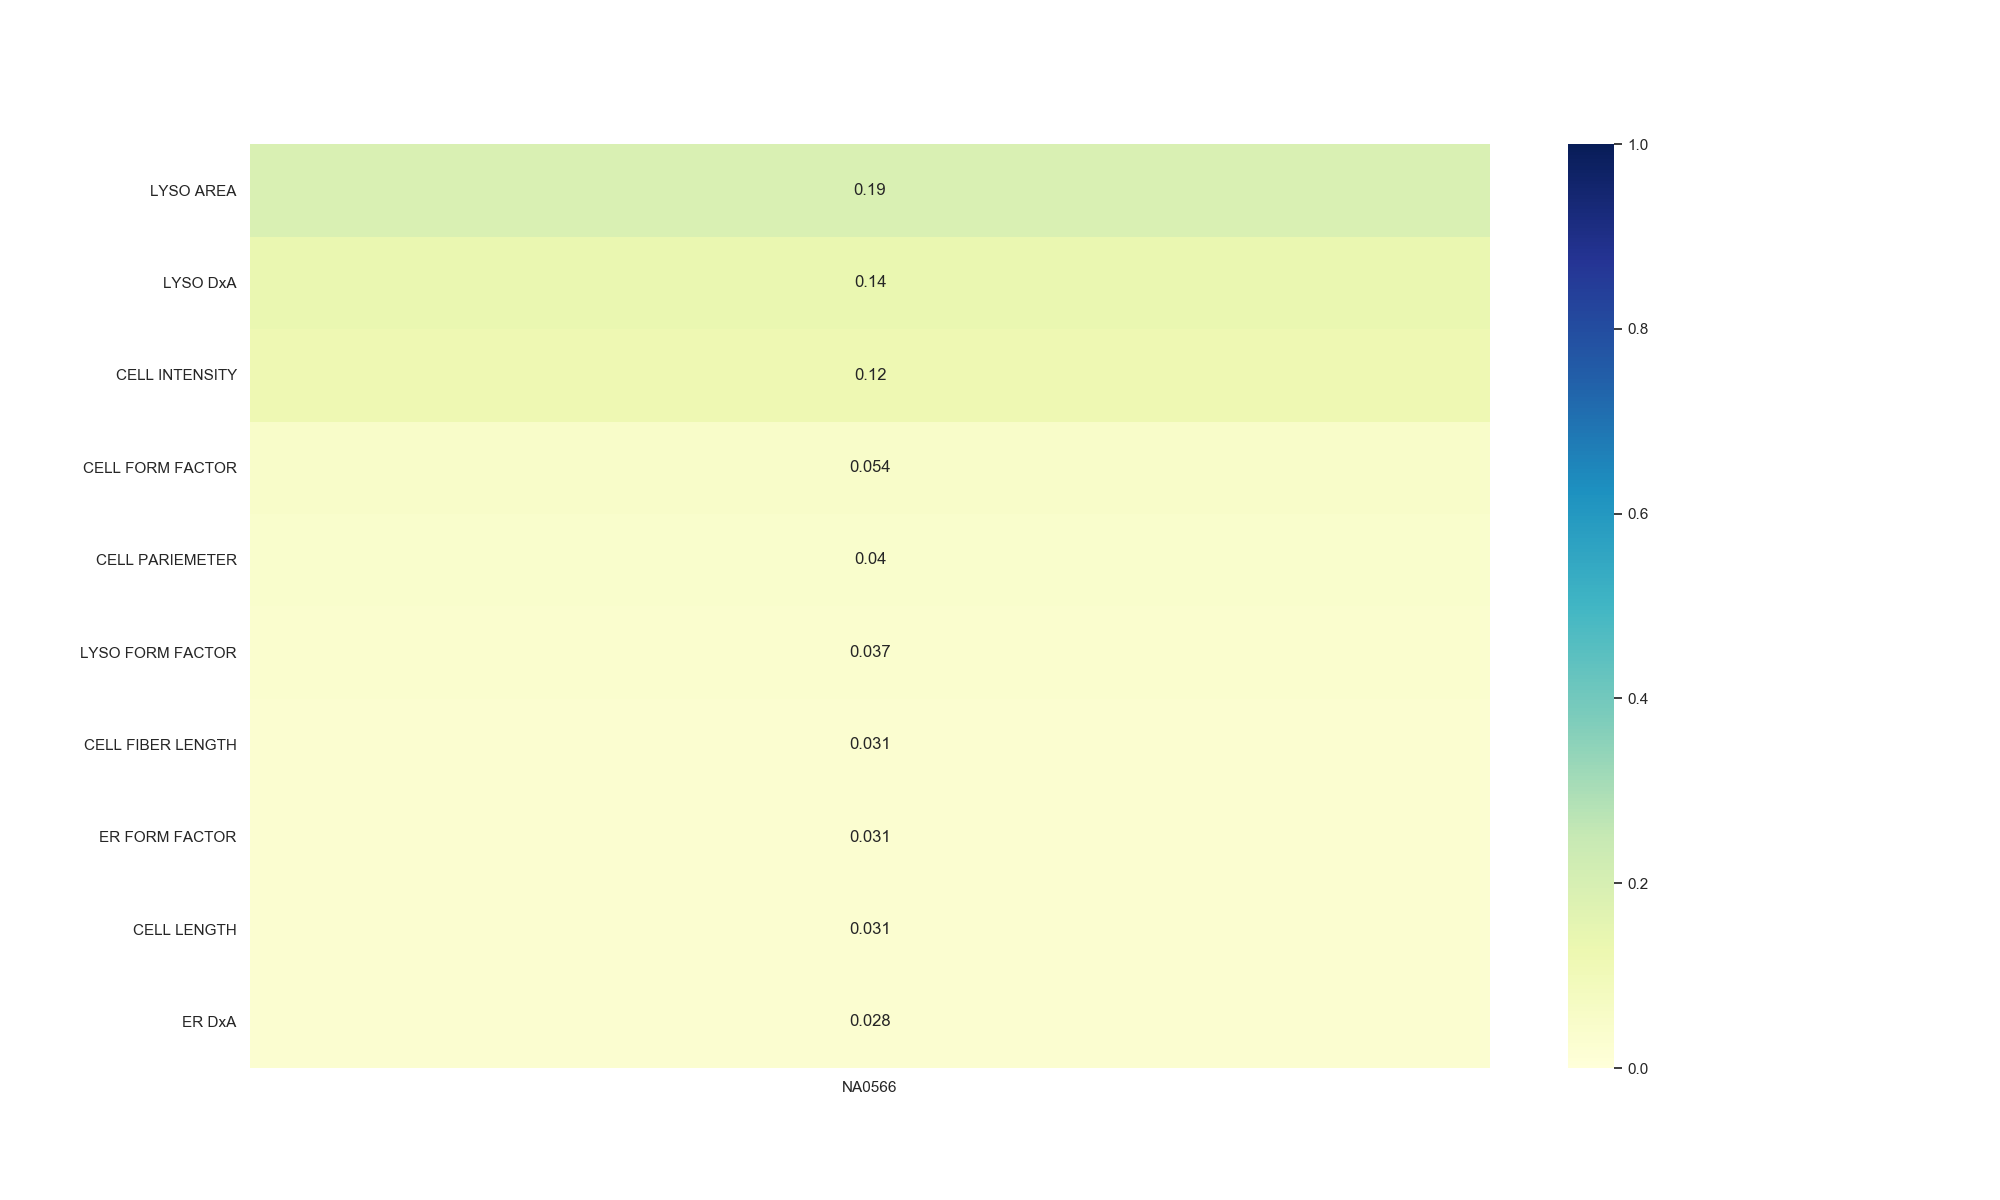 LYSO AREA 0.19
LYSO DxA 0.14
CELL INTENSITY 0.12
CELL FORM FACTOR 0.054
CELL PARIEMETER 0.04
LYSO FORM FACTOR 0.037
CELL FIBER LENGTH 0.031
ER FORM FACTOR 0.031
CELL LENGTH 0.031
ER DxA 0.028
NA0566
1.0
0.8
0.6
0.4
0.2
0.0